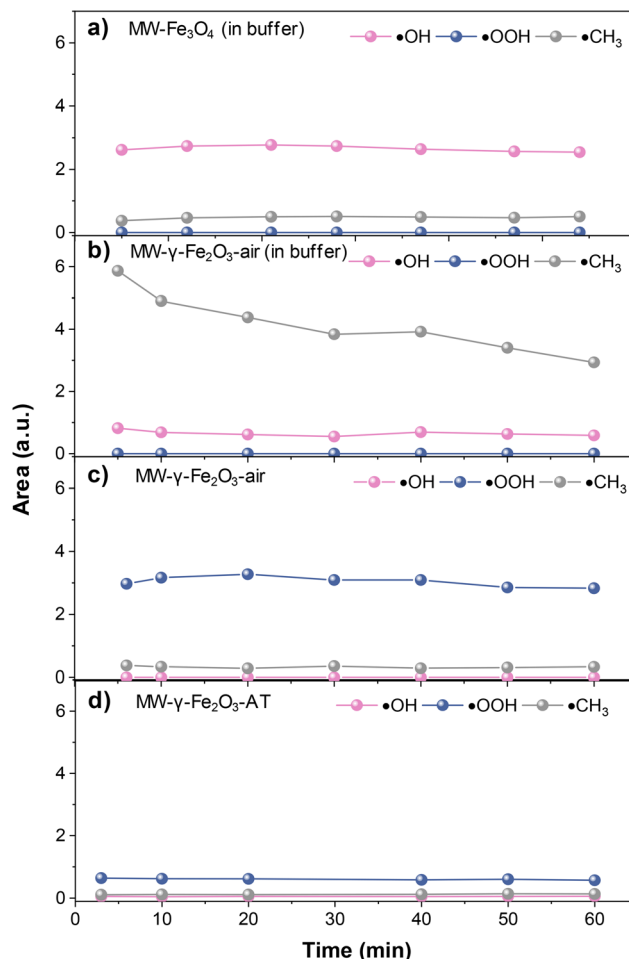 a) MW-Fe₃O₄ (in buffer)
●OH ●OOH ●CH₃
6
4
2
0
b) MW-γ-Fe₂O₃-air (in buffer)
●OH ●OOH ●CH₃
6
4
2
0
c) MW-γ-Fe₂O₃-air
●OH ●OOH ●CH₃
6
4
2
0
d) MW-γ-Fe₂O₃-AT
●OH ●OOH ●CH₃
6
4
2
0
0 10 20 30 40 50 60
Time (min)
Area (a.u.)